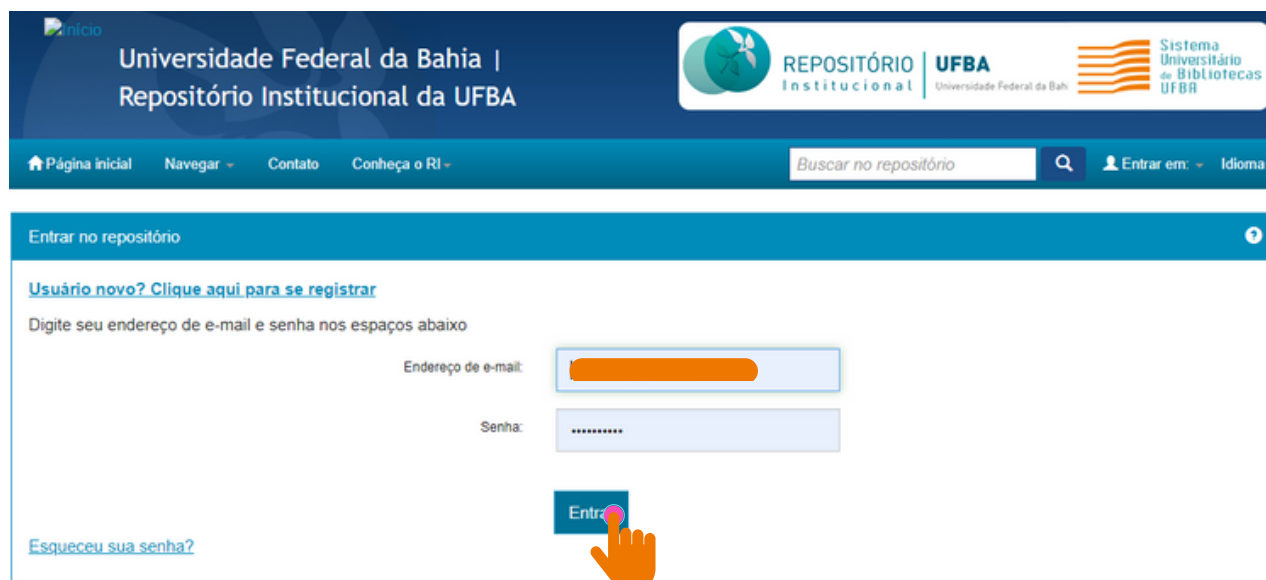 Início
Universidade Federal da Bahia |
Repositório Institucional da UFBA
REPOSITÓRIO
Institucional
UFBA
Universidade Federal da Bahi
Sistema
Universitário
de Bibliotecas
UFBA
Página inicial Navegar Contato Conheça o RI Buscar no repositório Entrar em: Idioma
Entrar no repositório ?
Usuário novo? Clique aqui para se registrar
Digite seu endereço de e-mail e senha nos espaços abaixo
Endereço de e-mail:
Senha: ••••••••••
Entra
Esqueceu sua senha?